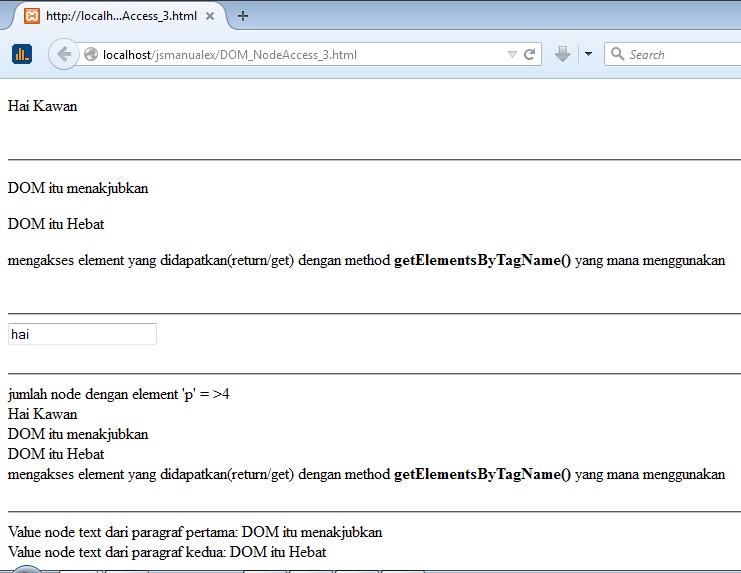 http://localh...Access_3.html
localhost/jsmanualex/DOM_NodeAccess_3.html
Search
Hai Kawan
DOM itu menakjubkan
DOM itu Hebat
mengakses element yang didapatkan(return/get) dengan method getElementsByTagName() yang mana menggunakan
hai
jumlah node dengan element 'p' = >4
Hai Kawan
DOM itu menakjubkan
DOM itu Hebat
mengakses element yang didapatkan(return/get) dengan method getElementsByTagName() yang mana menggunakan
Value node text dari paragraf pertama: DOM itu menakjubkan
Value node text dari paragraf kedua: DOM itu Hebat